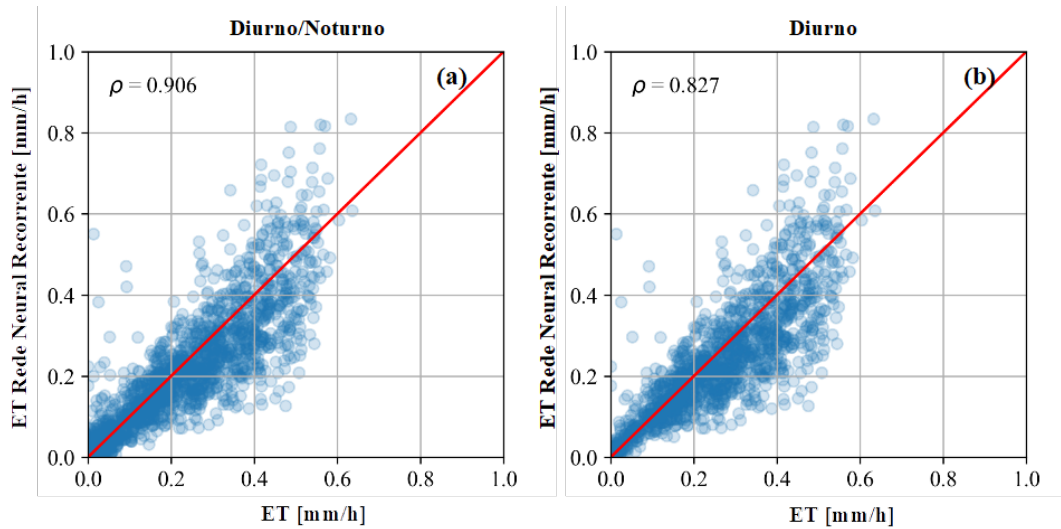 Diurno/Noturno
1.0
0.8
0.6
0.4
0.2
0.0
0.0 0.2 0.4 0.6 0.8 1.0
ρ = 0.906
(a)
ET Rede Neural Recorrente [mm/h]
ET [mm/h]
Diurno
1.0
0.8
0.6
0.4
0.2
0.0
0.0 0.2 0.4 0.6 0.8 1.0
ρ = 0.827
(b)
ET Rede Neural Recorrente [mm/h]
ET [mm/h]